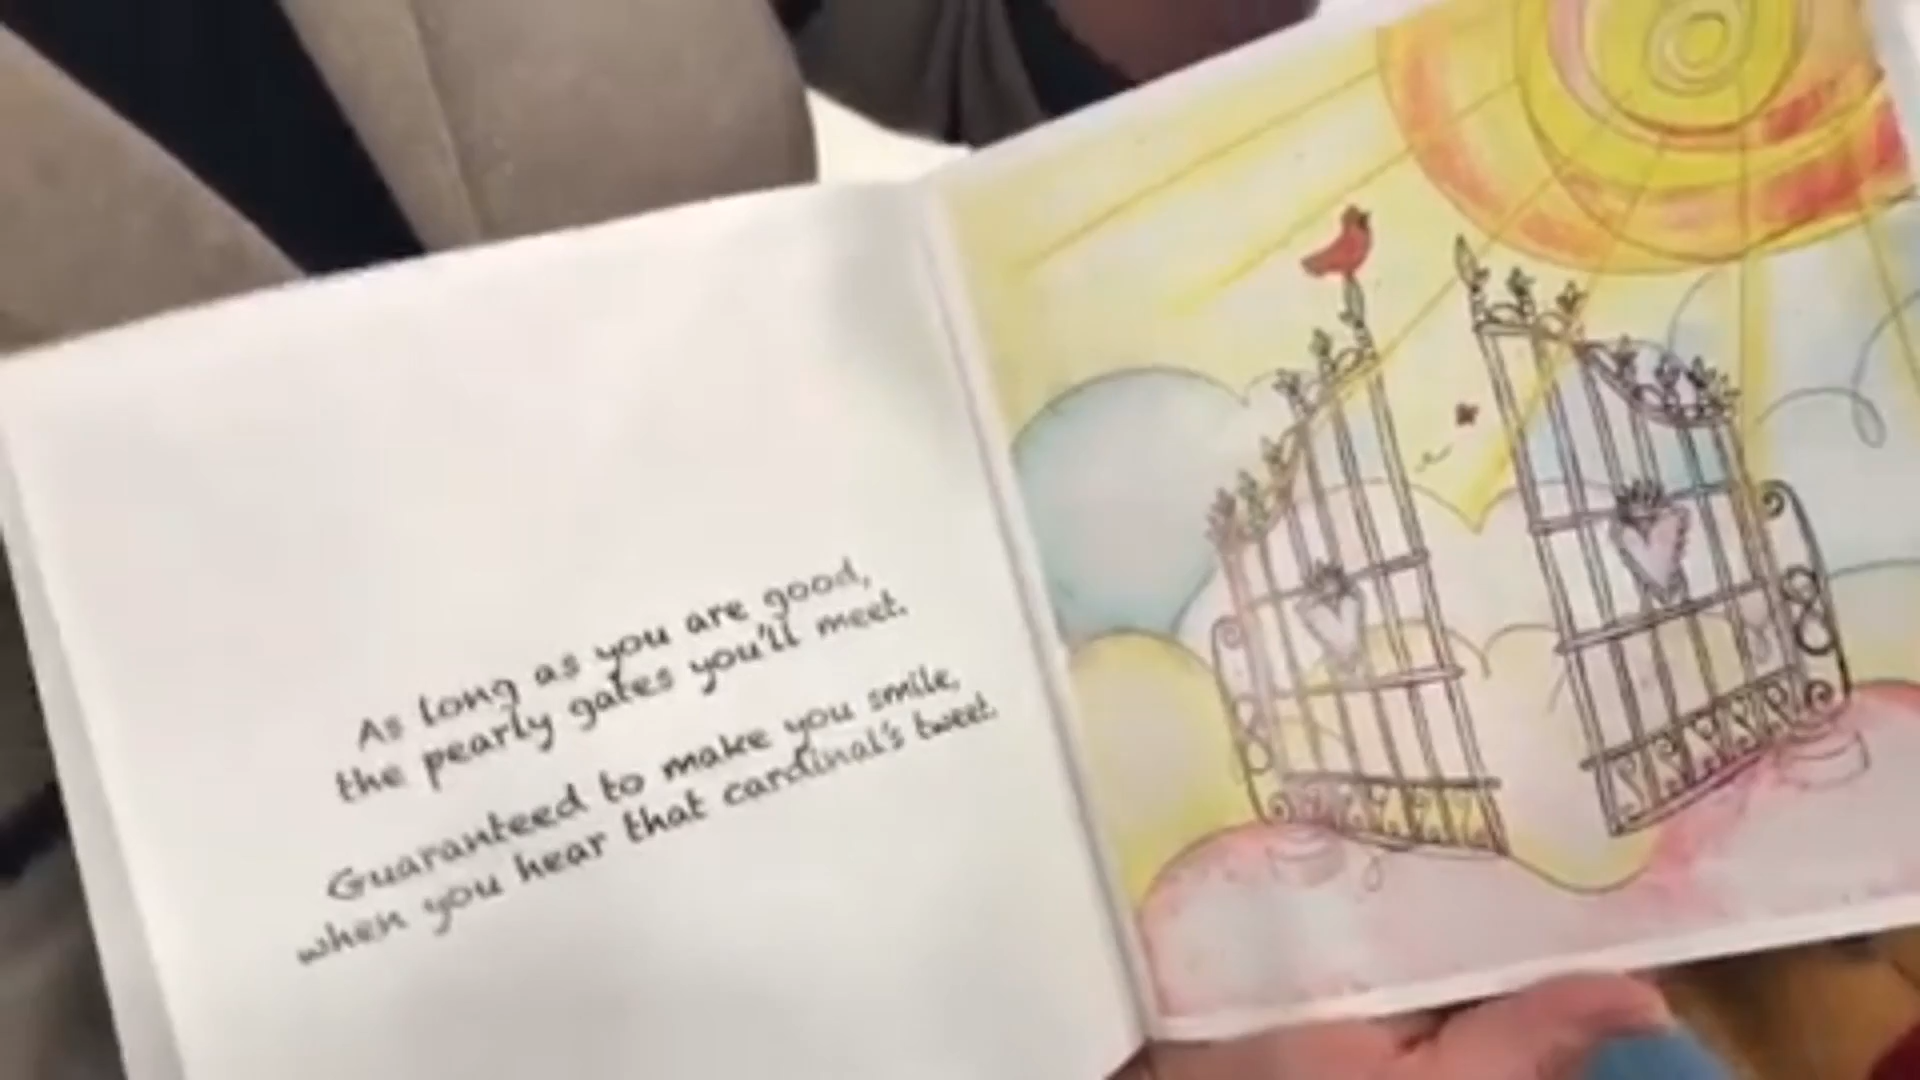 As long as you are good,
the pearly gates you'll meet.
Guaranteed to make you smile,
when you hear that cardinal's tweet.